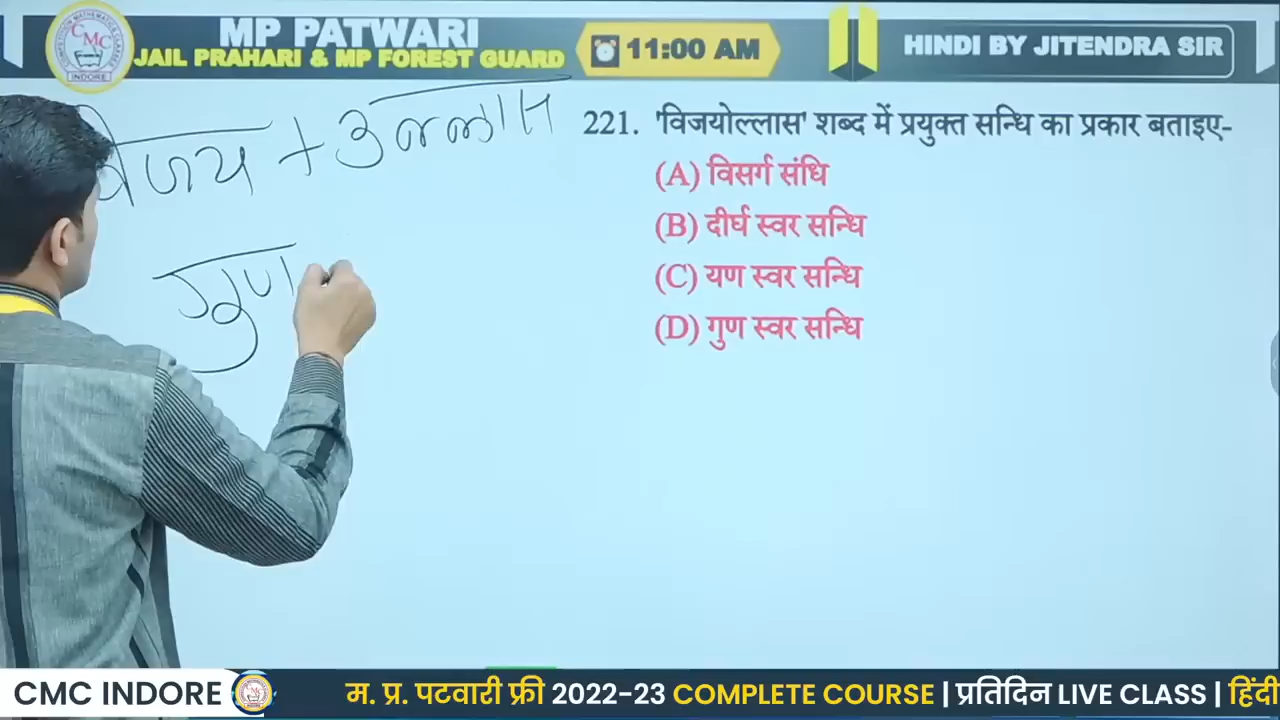 MP PATWARI
JAIL PRAHARI & MP FOREST GUARD
CMC
INDORE
11:00 AM
HINDI BY JITENDRA SIR
विजय + उल्लास
गुण
221. 'विजयोल्लास' शब्द में प्रयुक्त सन्धि का प्रकार बताइए-
(A) विसर्ग संधि
(B) दीर्घ स्वर सन्धि
(C) यण स्वर सन्धि
(D) गुण स्वर सन्धि
CMC INDORE
म. प्र. पटवारी फ्री 2022-23 COMPLETE COURSE | प्रतिदिन LIVE CLASS | हिंदी